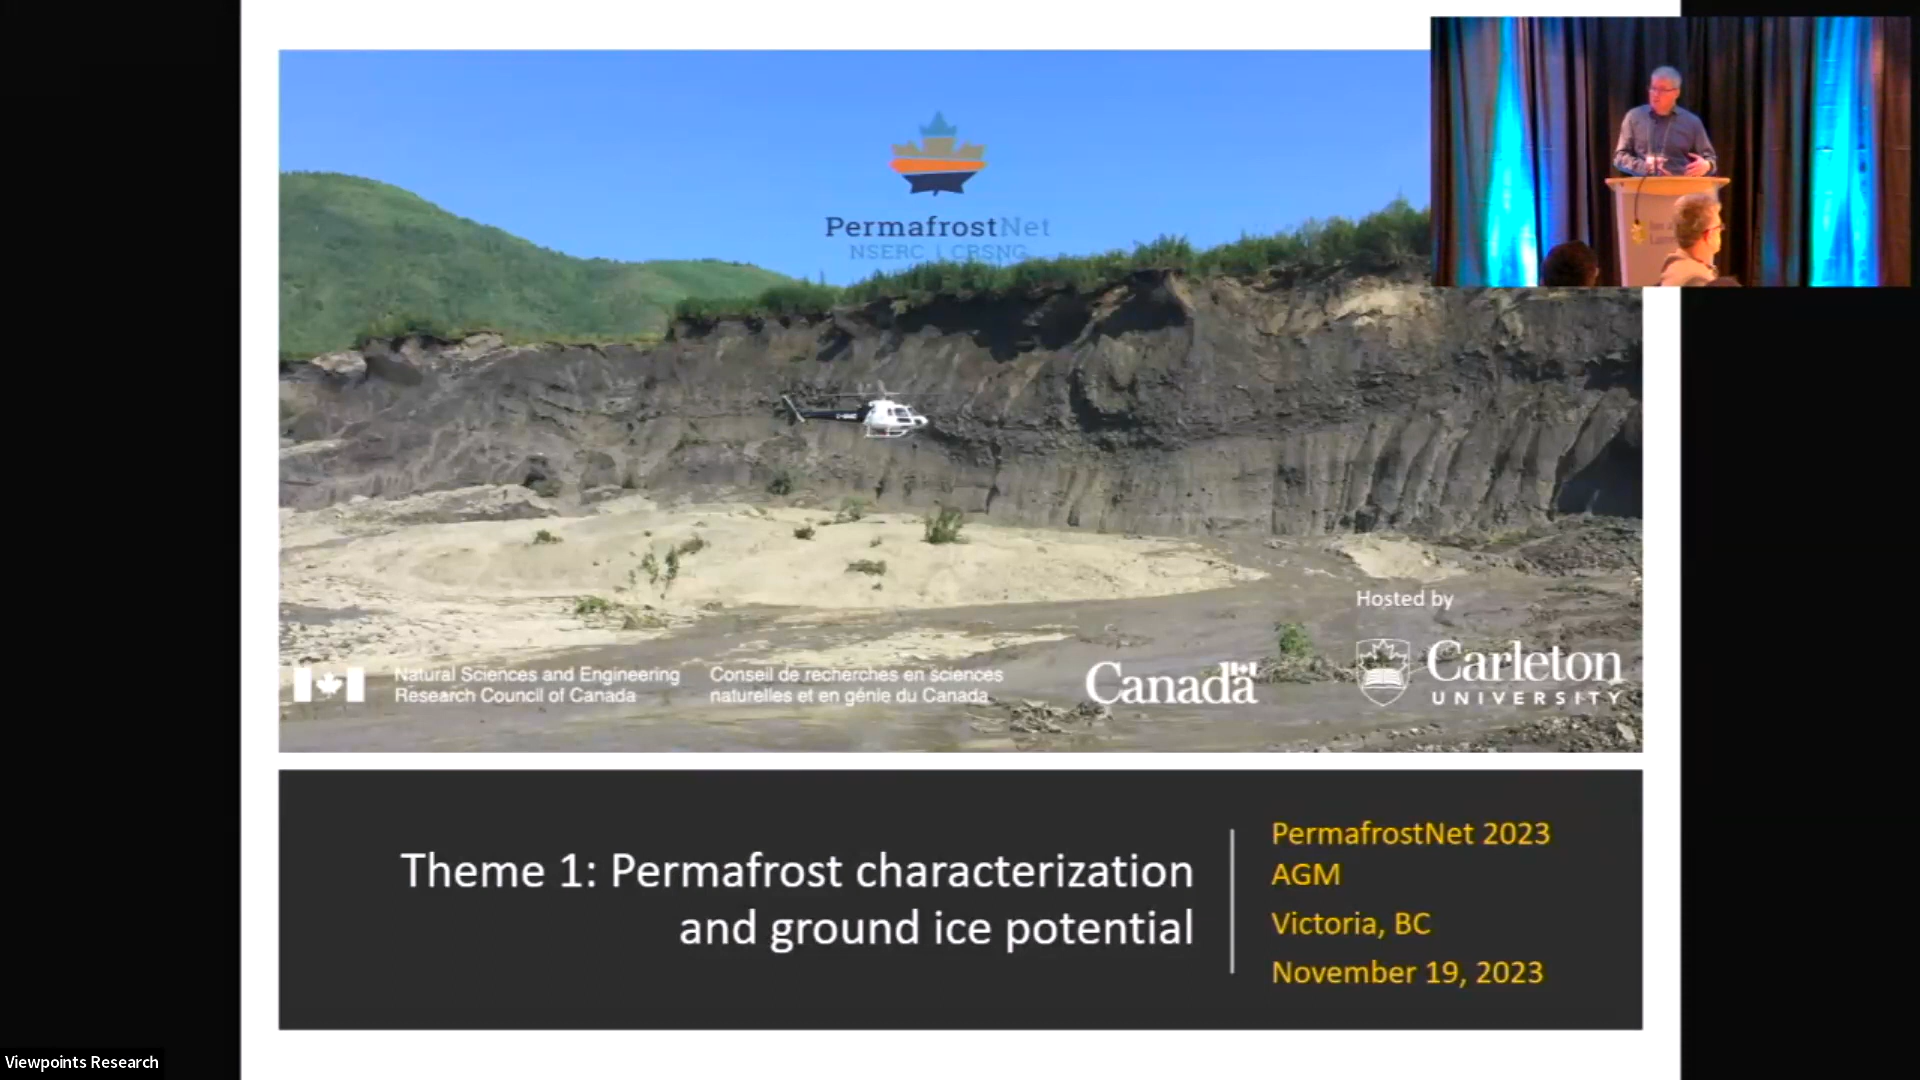 PermafrostNet
NSERC | CRSNG
Hosted by
Natural Sciences and Engineering
Research Council of Canada
Conseil de recherches en sciences
naturelles et en génie du Canada
Canada
Carleton
UNIVERSITY
Theme 1: Permafrost characterization
and ground ice potential
PermafrostNet 2023
AGM
Victoria, BC
November 19, 2023
Viewpoints Research